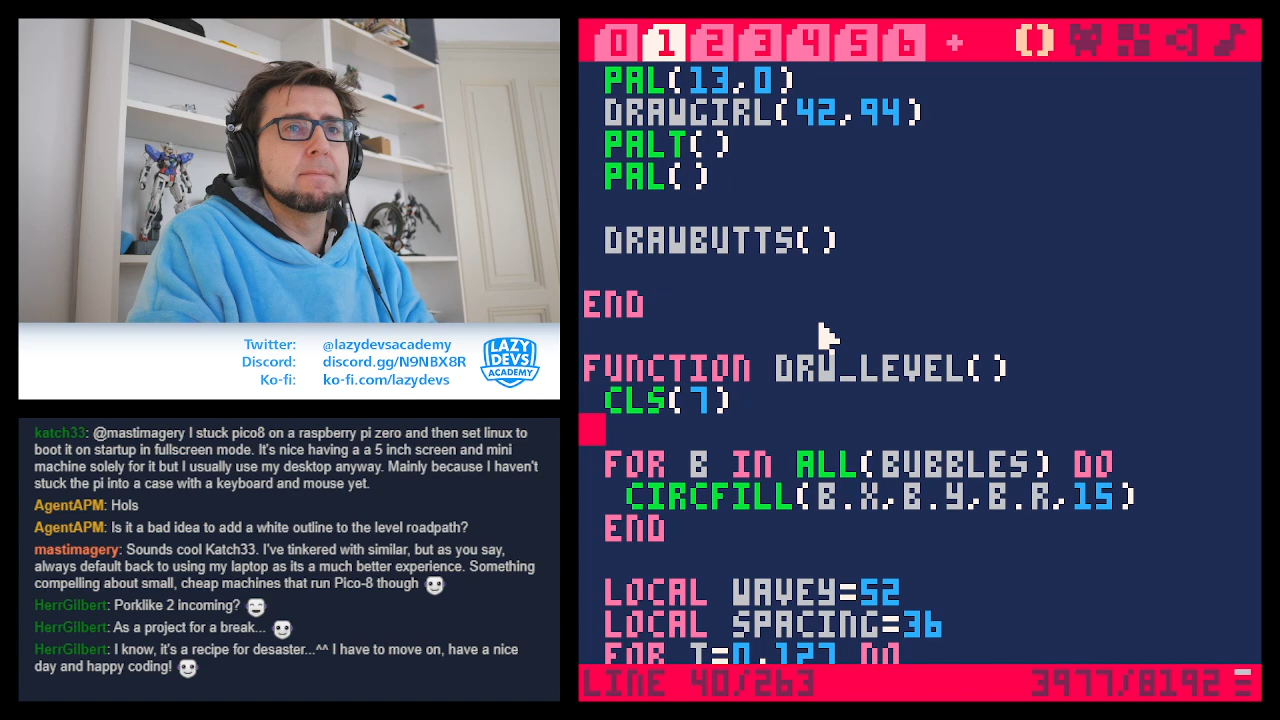 Twitter: @lazydevsacademy
Discord: discord.gg/N9NBX8R
Ko-fi: ko-fi.com/lazydevs
LAZY
DEVS
ACADEMY
katch33: @mastimagery I stuck pico8 on a raspberry pi zero and then set linux to
boot it on startup in fullscreen mode. It's nice having a a 5 inch screen and mini
machine solely for it but I usually use my desktop anyway. Mainly because I haven't
stuck the pi into a case with a keyboard and mouse yet.
AgentAPM: Hols
AgentAPM: Is it a bad idea to add a white outline to the level roadpath?
mastimagery: Sounds cool Katch33. I've tinkered with similar, but as you say,
always default back to using my laptop as its a much better experience. Something
compelling about small, cheap machines that run Pico-8 though
HerrGilbert: Porklike 2 incoming?
HerrGilbert: As a project for a break...
HerrGilbert: I know, it's a recipe for desaster...^^ I have to move on, have a nice
day and happy coding!
0 1 2 3 4 5 6 + ()
PAL(13,0)
DRAWGIRL(42,94)
PALT()
PAL()
DRAWBUTTS()
END
FUNCTION DRW_LEVEL()
CLS(7)
FOR B IN ALL(BUBBLES) DO
CIRCFILL(B.X,B.Y,B.R,15)
END
LOCAL WAVEY=52
LOCAL SPACING=36
FOR T=0,127 DO
LINE 40/263 3977/8192